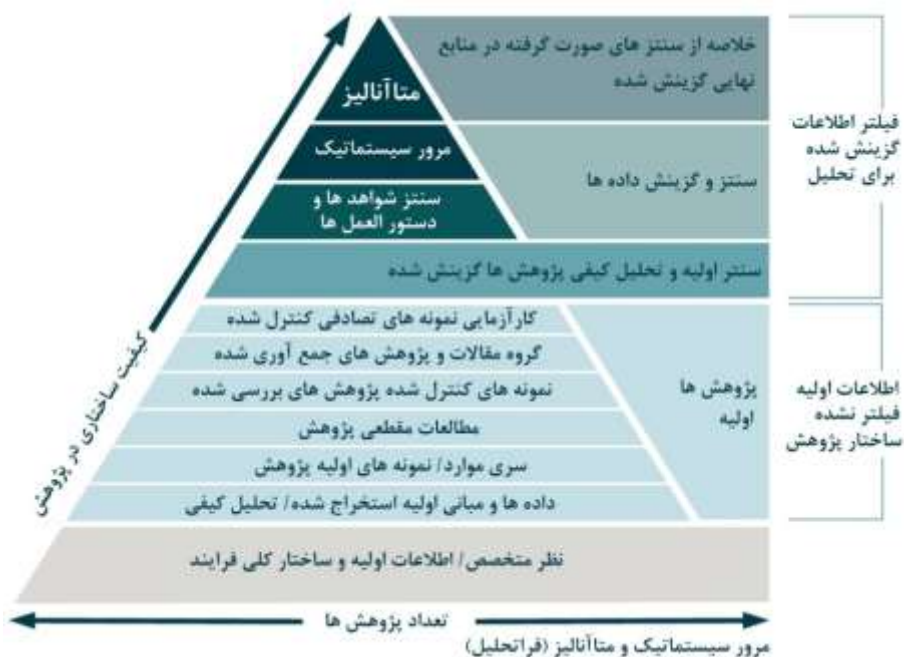 خلاصه از سنتز های صورت گرفته در منابع
نهایی گزینش شده
متاآنالیز
فیلتر اطلاعات
گزینش شده
برای تحلیل
مرور سیستماتیک
سنتز و گزینش داده ها
سنتز شواهد ها و
دستور العمل ها
سنتر اولیه و تحلیل کیفی پژوهش ها گزینش شده
کارآزمایی نمونه های تصادفی کنترل شده
گروه مقالات و پژوهش های جمع آوری شده
نمونه های کنترل شده پژوهش های بررسی شده
مطالعات مقطعی پژوهش
سری موارد/ نمونه های اولیه پژوهش
داده ها و مبانی اولیه استخراج شده/ تحلیل کیفی
پژوهش ها
اولیه
اطلاعات اولیه
فیلتر نشده
ساختار پژوهش
نظر متخصص/ اطلاعات اولیه و ساختار کلی فرایند
کیفیت ساختاری در پژوهش
تعداد پژوهش ها
مرور سیستماتیک و متاآنالیز (فراتحلیل)